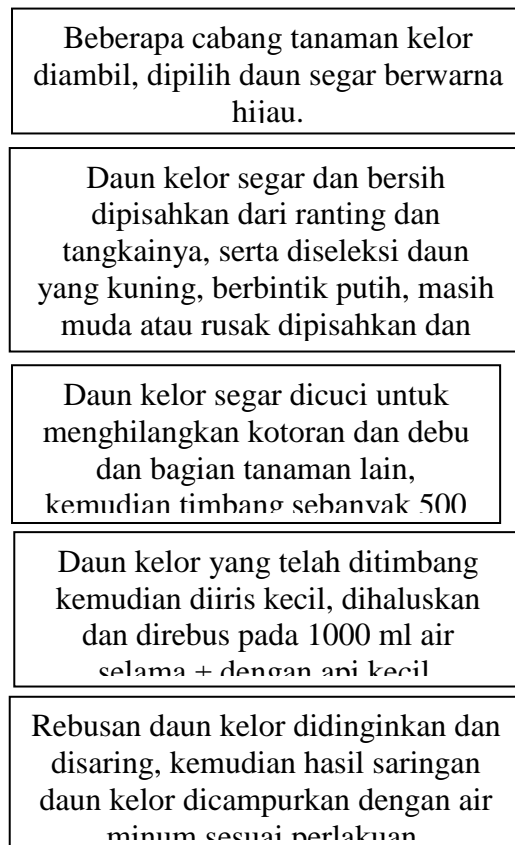 Beberapa cabang tanaman kelor
diambil, dipilih daun segar berwarna
hijau.
Daun kelor segar dan bersih
dipisahkan dari ranting dan
tangkainya, serta diseleksi daun
yang kuning, berbintik putih, masih
muda atau rusak dipisahkan dan
Daun kelor segar dicuci untuk
menghilangkan kotoran dan debu
dan bagian tanaman lain,
kemudian timbang sebanyak 500
Daun kelor yang telah ditimbang
kemudian diiris kecil, dihaluskan
dan direbus pada 1000 ml air
selama + dengan api kecil
Rebusan daun kelor didinginkan dan
disaring, kemudian hasil saringan
daun kelor dicampurkan dengan air
minum sesuai perlakuan